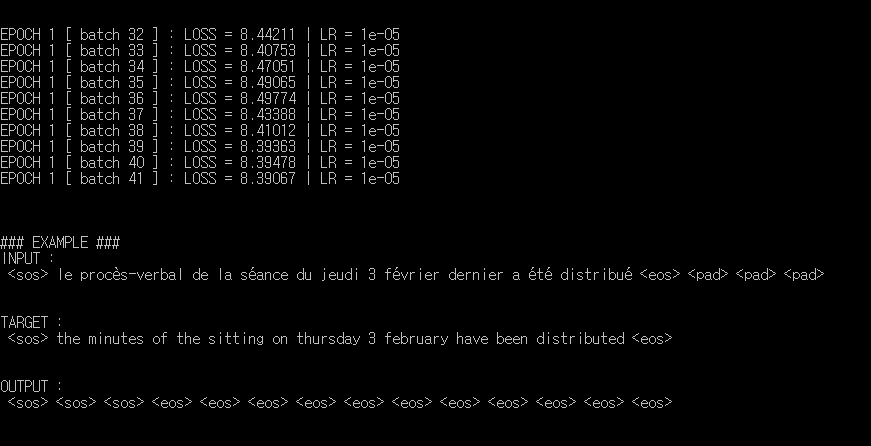 EPOCH 1 [ batch 32 ] : LOSS = 8.44211 | LR = 1e-05
EPOCH 1 [ batch 33 ] : LOSS = 8.40753 | LR = 1e-05
EPOCH 1 [ batch 34 ] : LOSS = 8.47051 | LR = 1e-05
EPOCH 1 [ batch 35 ] : LOSS = 8.49065 | LR = 1e-05
EPOCH 1 [ batch 36 ] : LOSS = 8.49774 | LR = 1e-05
EPOCH 1 [ batch 37 ] : LOSS = 8.43388 | LR = 1e-05
EPOCH 1 [ batch 38 ] : LOSS = 8.41012 | LR = 1e-05
EPOCH 1 [ batch 39 ] : LOSS = 8.39363 | LR = 1e-05
EPOCH 1 [ batch 40 ] : LOSS = 8.39478 | LR = 1e-05
EPOCH 1 [ batch 41 ] : LOSS = 8.39067 | LR = 1e-05
### EXAMPLE ###
INPUT :
<sos> le procès-verbal de la séance du jeudi 3 février dernier a été distribué <eos> <pad> <pad> <pad>
TARGET :
<sos> the minutes of the sitting on thursday 3 february have been distributed <eos>
OUTPUT :
<sos> <sos> <sos> <eos> <eos> <eos> <eos> <eos> <eos> <eos> <eos> <eos> <eos> <eos>